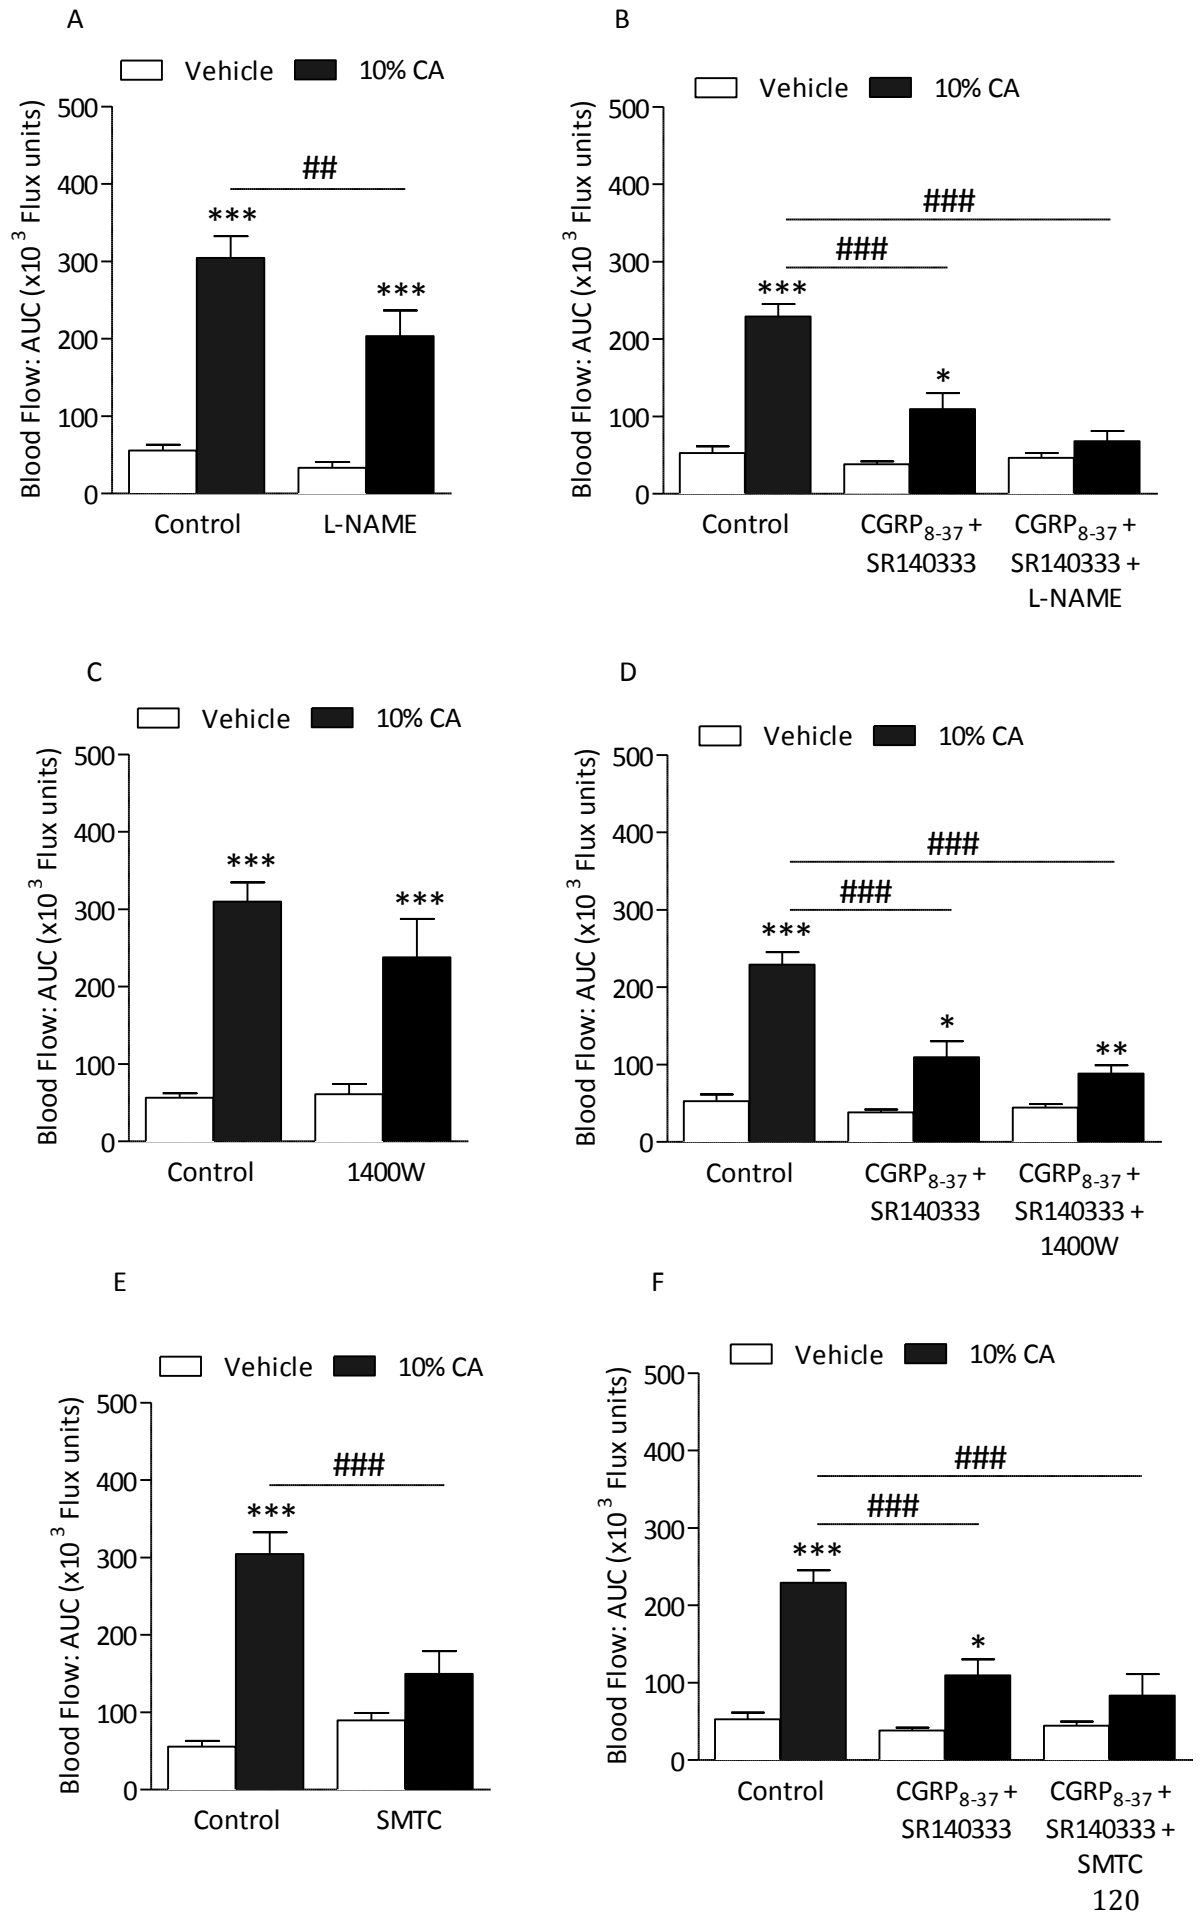 A
Vehicle 10% CA
Blood Flow: AUC (x10 3 Flux units)
500
400
300
200
100
0
##
***
***
Control L-NAME
B
Vehicle 10% CA
Blood Flow: AUC (x10 3 Flux units)
500
400
300
200
100
0
###
###
***
*
Control CGRP8-37 + CGRP8-37 +
SR140333 SR140333 +
L-NAME
C
Vehicle 10% CA
Blood Flow: AUC (x10 3 Flux units)
500
400
300
200
100
0
***
***
Control 1400W
D
Vehicle 10% CA
Blood Flow: AUC (x10 3 Flux units)
500
400
300
200
100
0
###
###
***
*
**
Control CGRP8-37 + CGRP8-37 +
SR140333 SR140333 +
1400W
E
Vehicle 10% CA
Blood Flow: AUC (x10 3 Flux units)
500
400
300
200
100
0
###
***
Control SMTC
F
Vehicle 10% CA
Blood Flow: AUC (x10 3 Flux units)
500
400
300
200
100
0
###
###
***
*
Control CGRP8-37 + CGRP8-37 +
SR140333 SR140333 +
SMTC
120